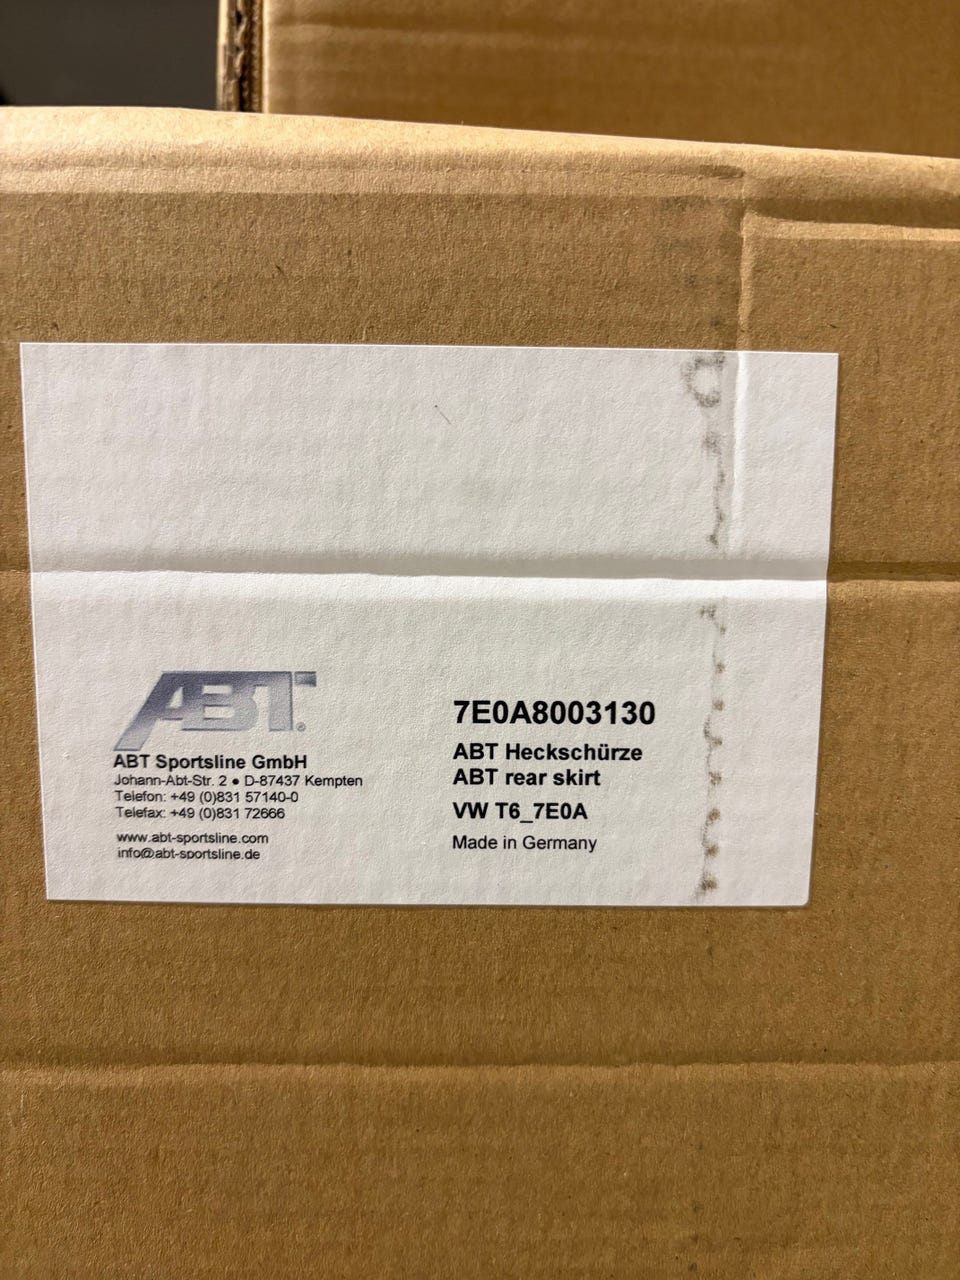 ABT®
ABT Sportsline GmbH
Johann-Abt-Str. 2 ● D-87437 Kempten
Telefon: +49 (0)831 57140-0
Telefax: +49 (0)831 72666
www.abt-sportsline.com
info@abt-sportsline.de
7E0A8003130
ABT Heckschürze
ABT rear skirt
VW T6_7E0A
Made in Germany